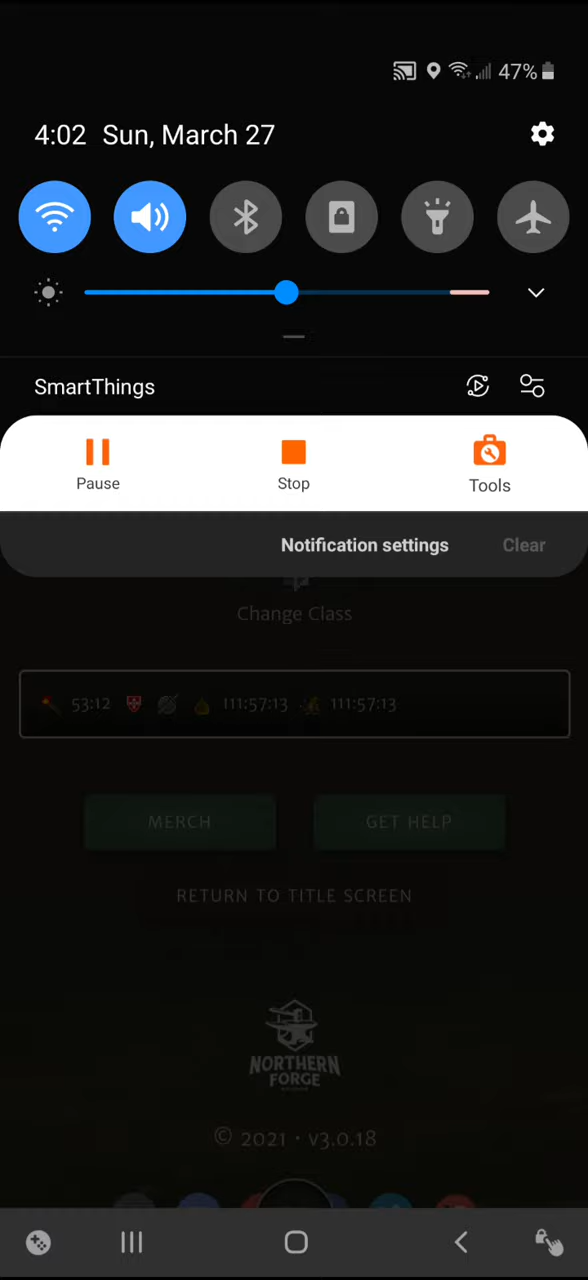 47%
4:02 Sun, March 27
SmartThings
Pause Stop Tools
Notification settings Clear
Change Class
53:12 111:57:13 111:57:13
MERCH GET HELP
RETURN TO TITLE SCREEN
NORTHERN
FORGE
© 2021 • v3.0.18